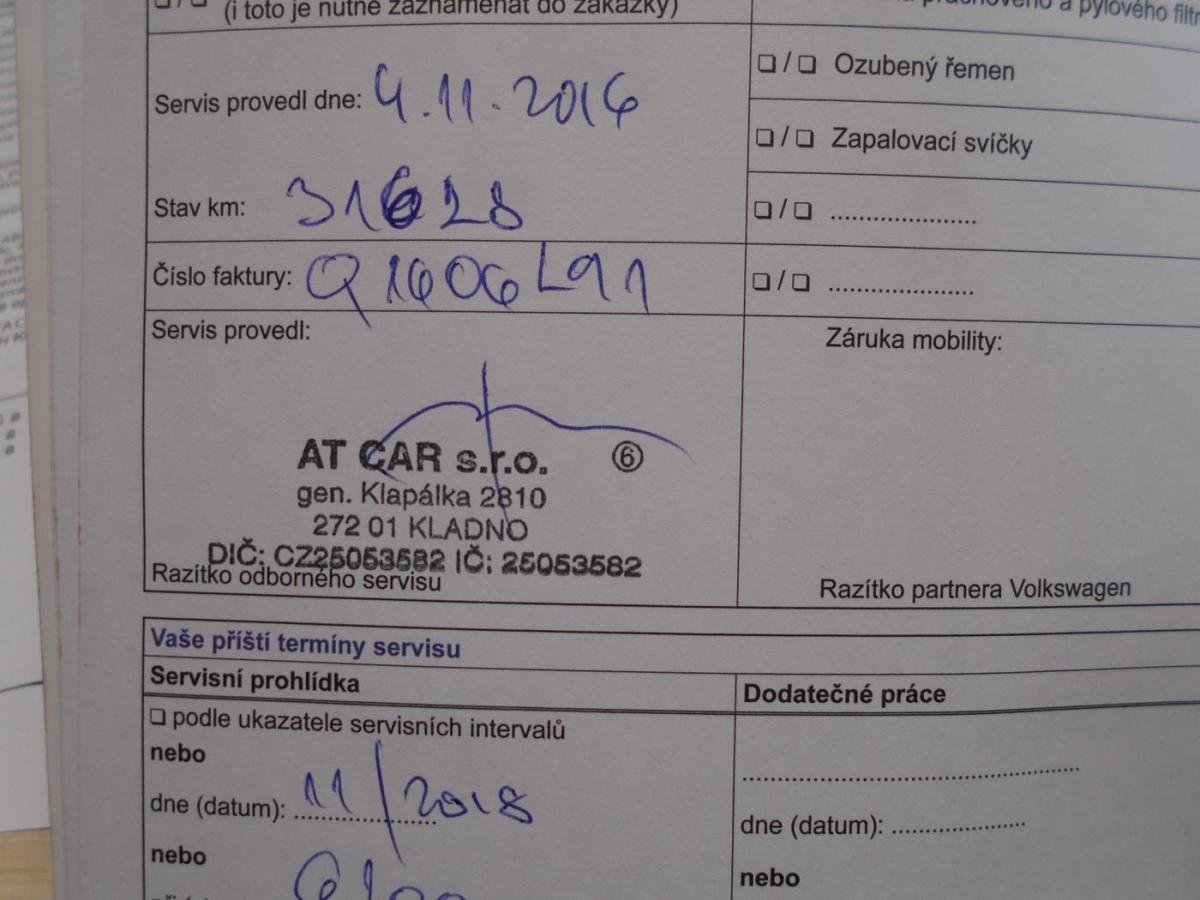 (i toto je nutné zaznamenat do zakázky)
a pylového filtr
Servis provedl dne: 4.11.2016
Stav km: 31628
Číslo faktury: Q1606L91
Servis provedl:
AT CAR s.r.o. 6
gen. Klapálka 2810
272 01 KLADNO
DIČ: CZ25053582 IČ: 25053582
Razítko odborného servisu
❑ / ❑ Ozubený řemen
❑ / ❑ Zapalovací svíčky
❑ / ❑ .....................
❑ / ❑ .....................
Záruka mobility:
Razítko partnera Volkswagen
Vaše příští termíny servisu
Servisní prohlídka
❑ podle ukazatele servisních intervalů
nebo
dne (datum): 11/2018
nebo
Dodatečné práce
..................................................
dne (datum): ....................
nebo